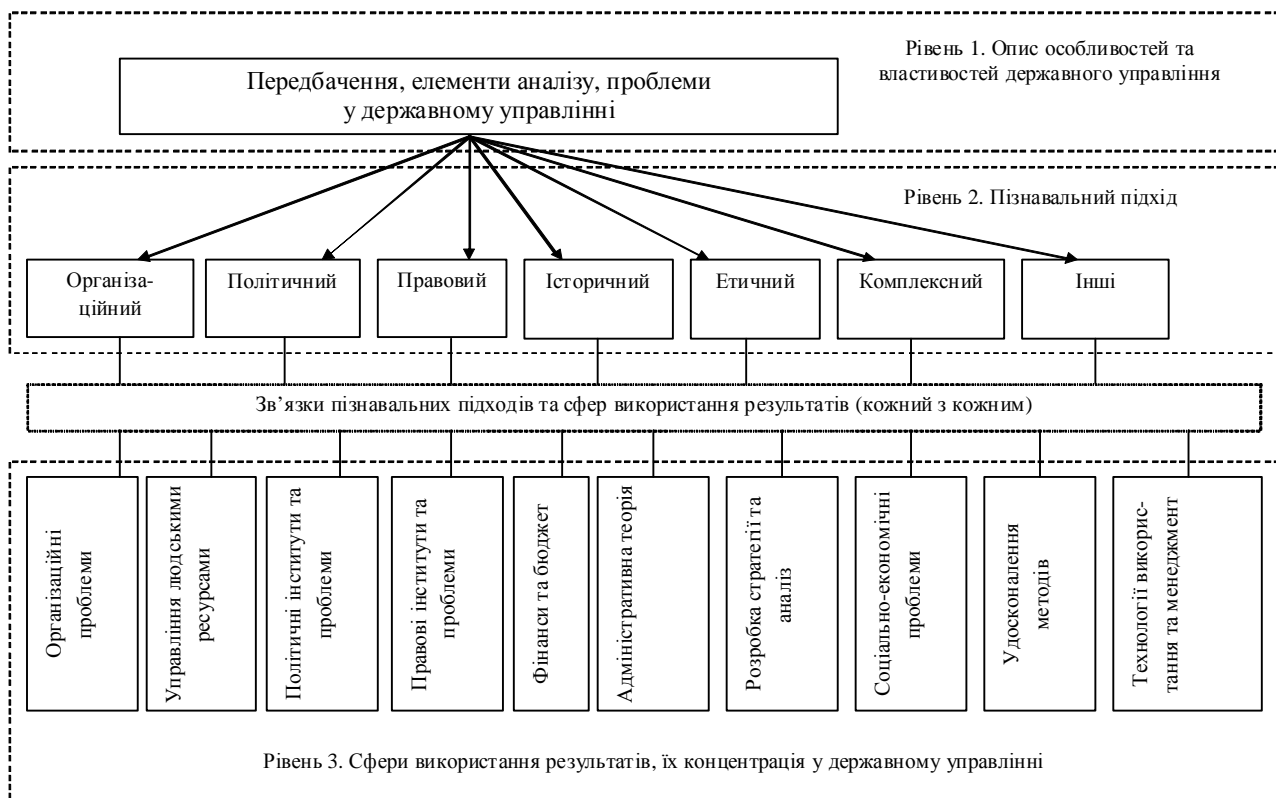 Рівень 1. Опис особливостей та
властивостей державного управління
Передбачення, елементи аналізу, проблеми
у державному управлінні
Рівень 2. Пізнавальний підхід
Організа-
ційний
Політичний
Правовий
Історичний
Етичний
Комплексний
Інші
Зв’язки пізнавальних підходів та сфер використання результатів (кожний з кожним)
Організаційні
проблеми
Управління людськими
ресурсами
Політичні інститути та
проблеми
Правові інститути та
проблеми
Фінанси та бюджет
Адміністративна теорія
Розробка стратегії та
аналіз
Соціально-економічні
проблеми
Удосконалення
методів
Технології викорис-
тання та менеджмент
Рівень 3. Сфери використання результатів, їх концентрація у державному управлінні